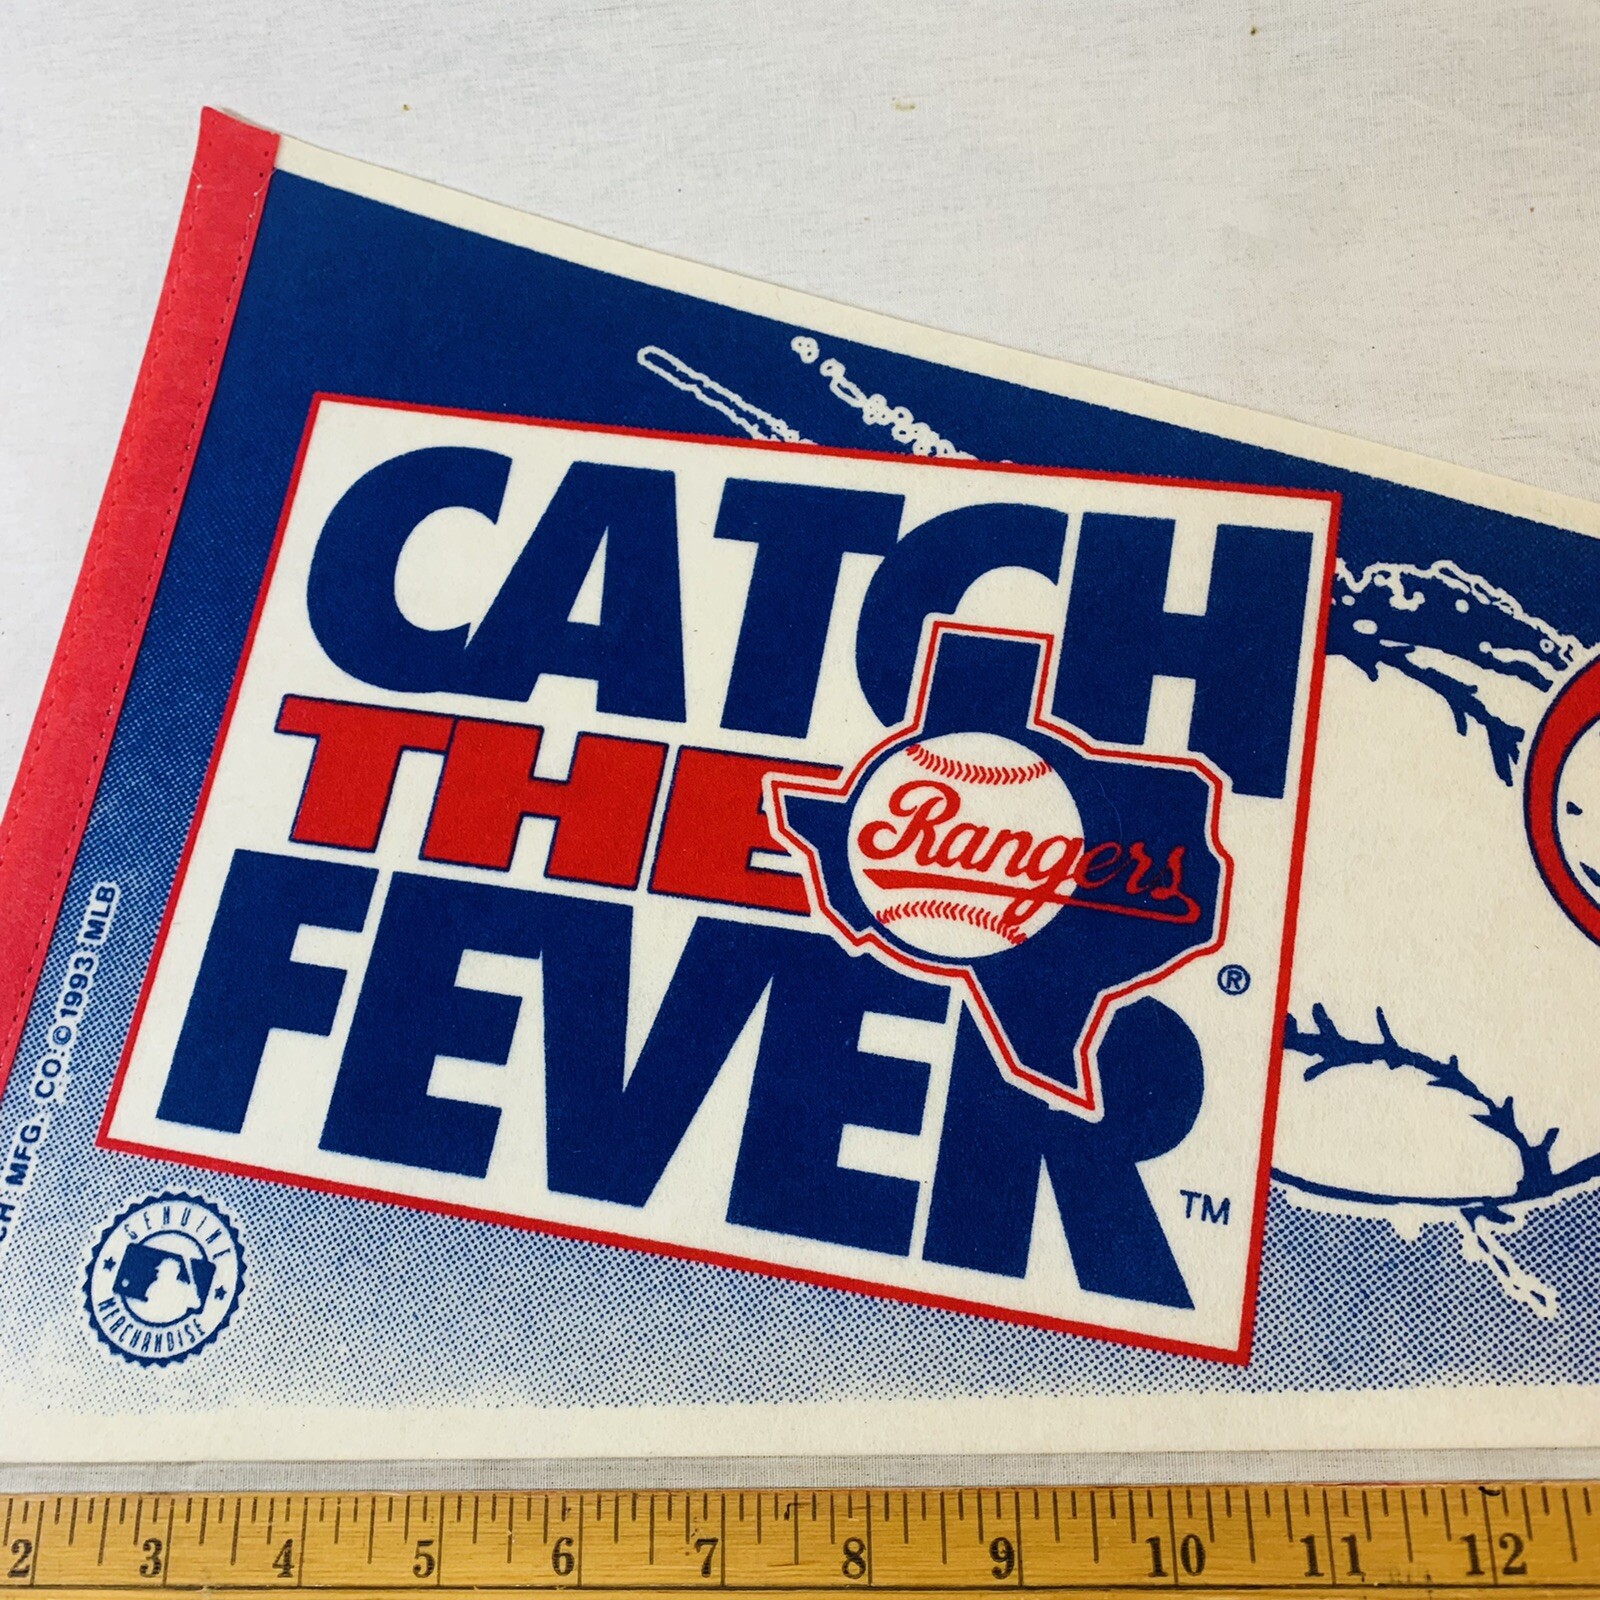 CATCH
THE
FEVER
Rangers
®
TM
MFG. CO. © 1993 MLB
GENUINE
MERCHANDISE
2 3 4 5 6 7 8 9 10 11 12